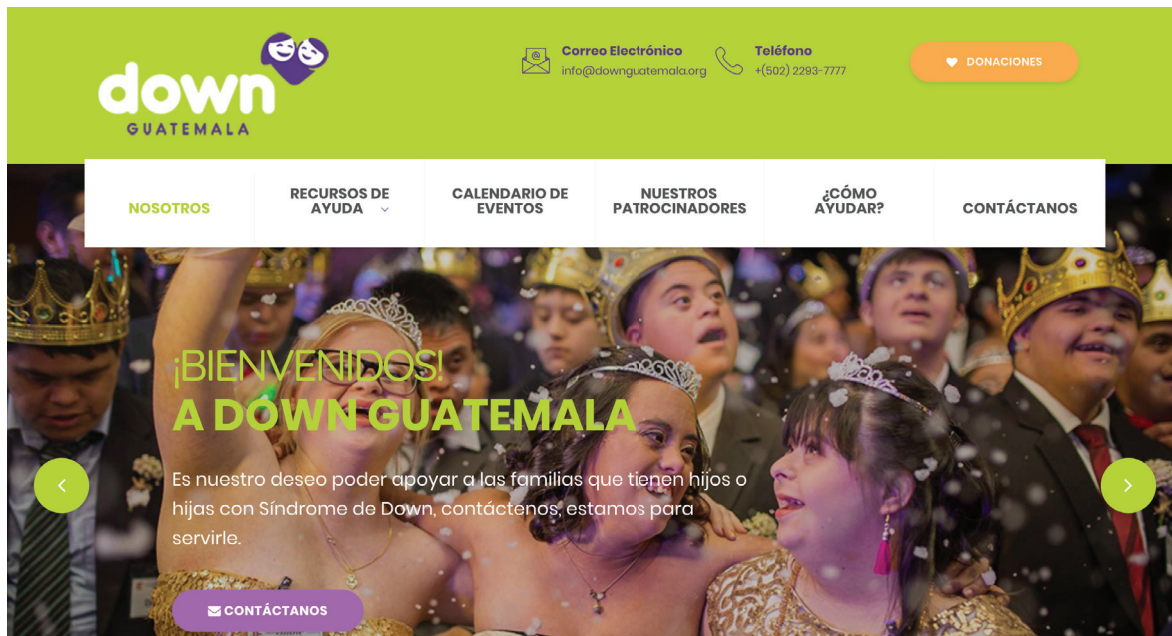 down
GUATEMALA
Correo Electrónico
info@downguatemala.org
Teléfono
+(502) 2293-7777
DONACIONES
NOSOTROS
RECURSOS DE
AYUDA
CALENDARIO DE
EVENTOS
NUESTROS
PATROCINADORES
¿CÓMO
AYUDAR?
CONTÁCTANOS
¡BIENVENIDOS!
A DOWN GUATEMALA
Es nuestro deseo poder apoyar a las familias que tienen hijos o
hijas con Síndrome de Down, contáctenos, estamos para
servirle.
CONTÁCTANOS